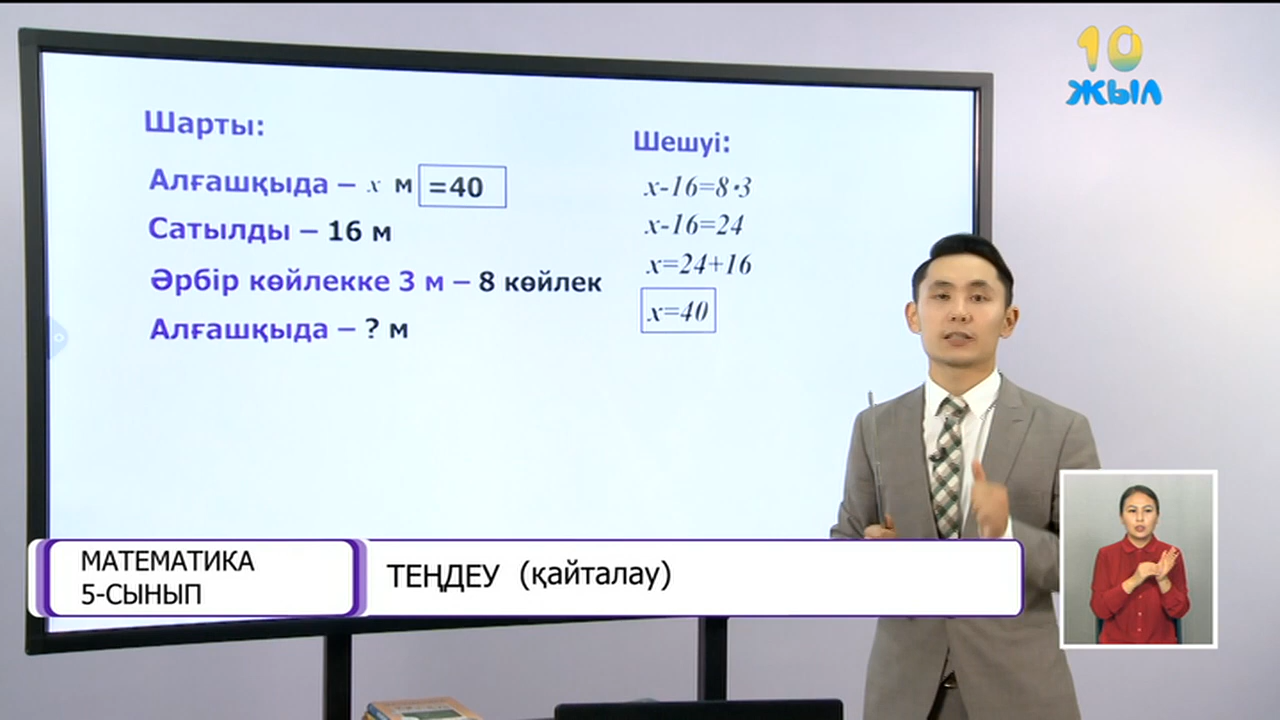 10
ЖЫЛ
Шарты:
Алғашқыда – x м =40
Сатылды – 16 м
Әрбір көйлекке 3 м – 8 көйлек
Алғашқыда – ? м
Шешуі:
x-16=8·3
x-16=24
x=24+16
x=40
МАТЕМАТИКА
5-СЫНЫП
ТЕҢДЕУ (қайталау)